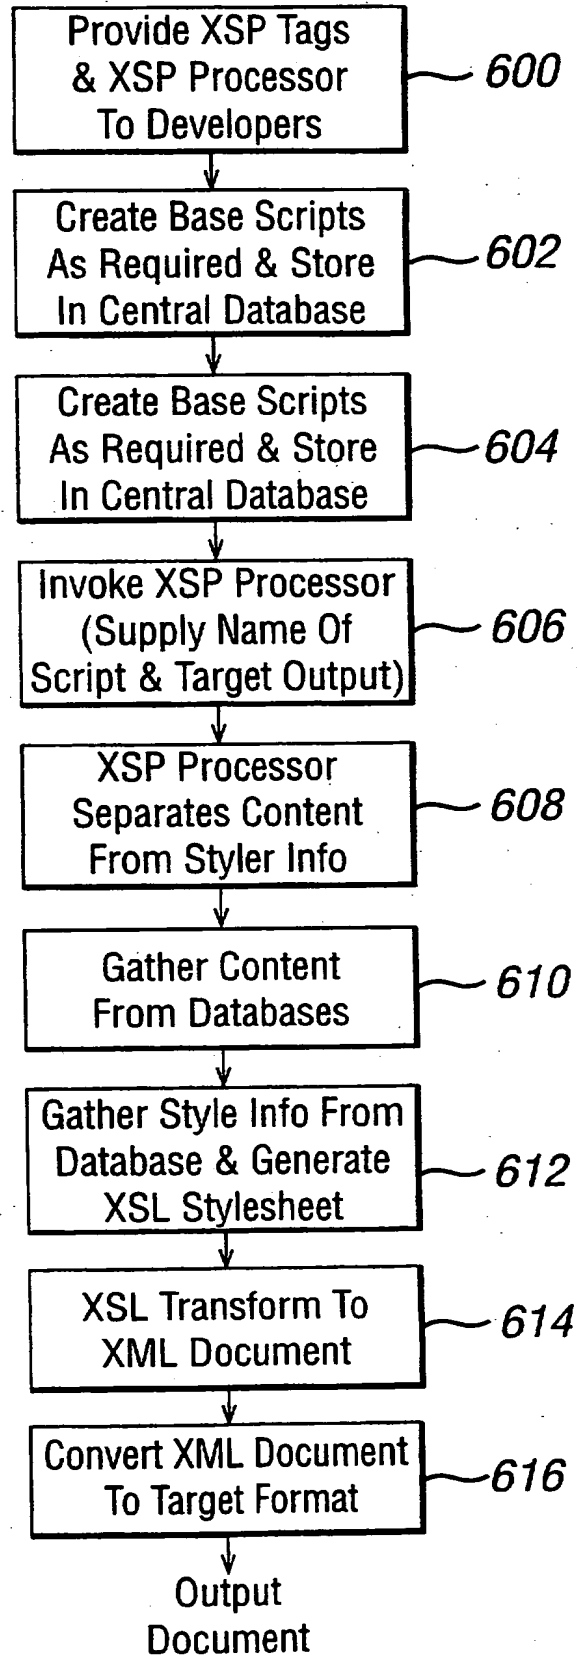 Provide XSP Tags
& XSP Processor
To Developers
600
Create Base Scripts
As Required & Store
In Central Database
602
Create Base Scripts
As Required & Store
In Central Database
604
Invoke XSP Processor
(Supply Name Of
Script & Target Output)
606
XSP Processor
Separates Content
From Styler Info
608
Gather Content
From Databases
610
Gather Style Info From
Database & Generate
XSL Stylesheet
612
XSL Transform To
XML Document
614
Convert XML Document
To Target Format
616
Output
Document